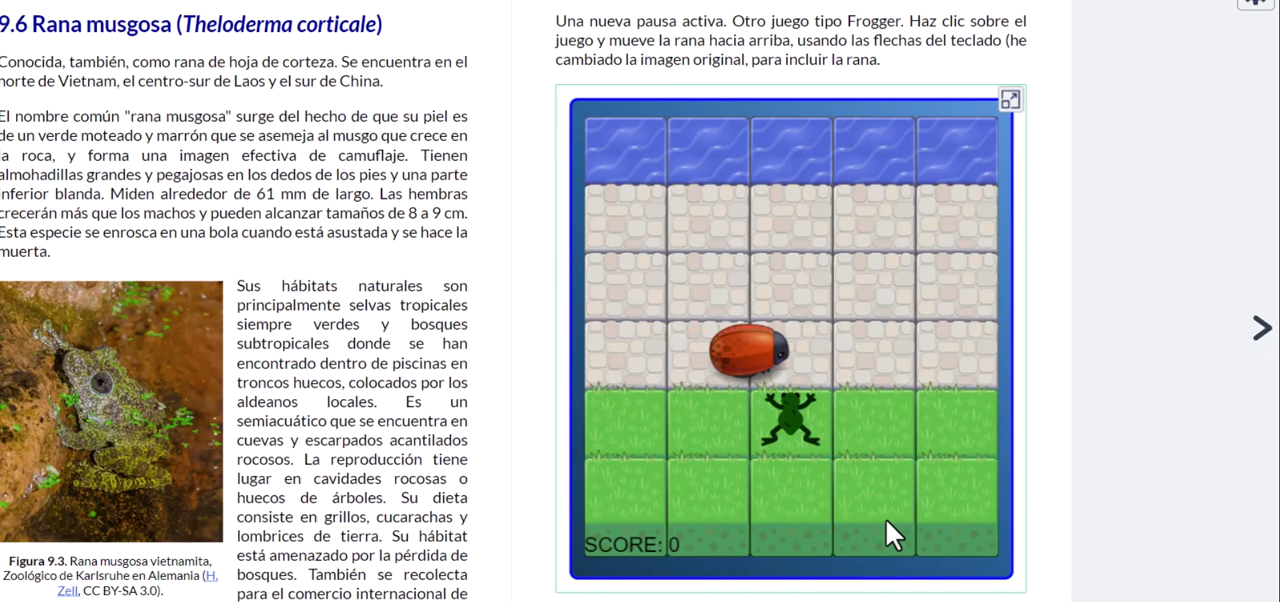 9.6 Rana musgosa (Theloderma corticale)
Conocida, también, como rana de hoja de corteza. Se encuentra en el
norte de Vietnam, el centro-sur de Laos y el sur de China.
El nombre común "rana musgosa" surge del hecho de que su piel es
de un verde moteado y marrón que se asemeja al musgo que crece en
la roca, y forma una imagen efectiva de camuflaje. Tienen
almohadillas grandes y pegajosas en los dedos de los pies y una parte
inferior blanda. Miden alrededor de 61 mm de largo. Las hembras
crecerán más que los machos y pueden alcanzar tamaños de 8 a 9 cm.
Esta especie se enrosca en una bola cuando está asustada y se hace la
muerta.
Sus hábitats naturales son
principalmente selvas tropicales
siempre verdes y bosques
subtropicales donde se han
encontrado dentro de piscinas en
troncos huecos, colocados por los
aldeanos locales. Es un
semiacuático que se encuentra en
cuevas y escarpados acantilados
rocosos. La reproducción tiene
lugar en cavidades rocosas o
huecos de árboles. Su dieta
consiste en grillos, cucarachas y
lombrices de tierra. Su hábitat
está amenazado por la pérdida de
bosques. También se recolecta
para el comercio internacional de
Figura 9.3. Rana musgosa vietnamita,
Zoológico de Karlsruhe en Alemania (H.
Zell, CC BY-SA 3.0).
Una nueva pausa activa. Otro juego tipo Frogger. Haz clic sobre el
juego y mueve la rana hacia arriba, usando las flechas del teclado (he
cambiado la imagen original, para incluir la rana.
SCORE: 0